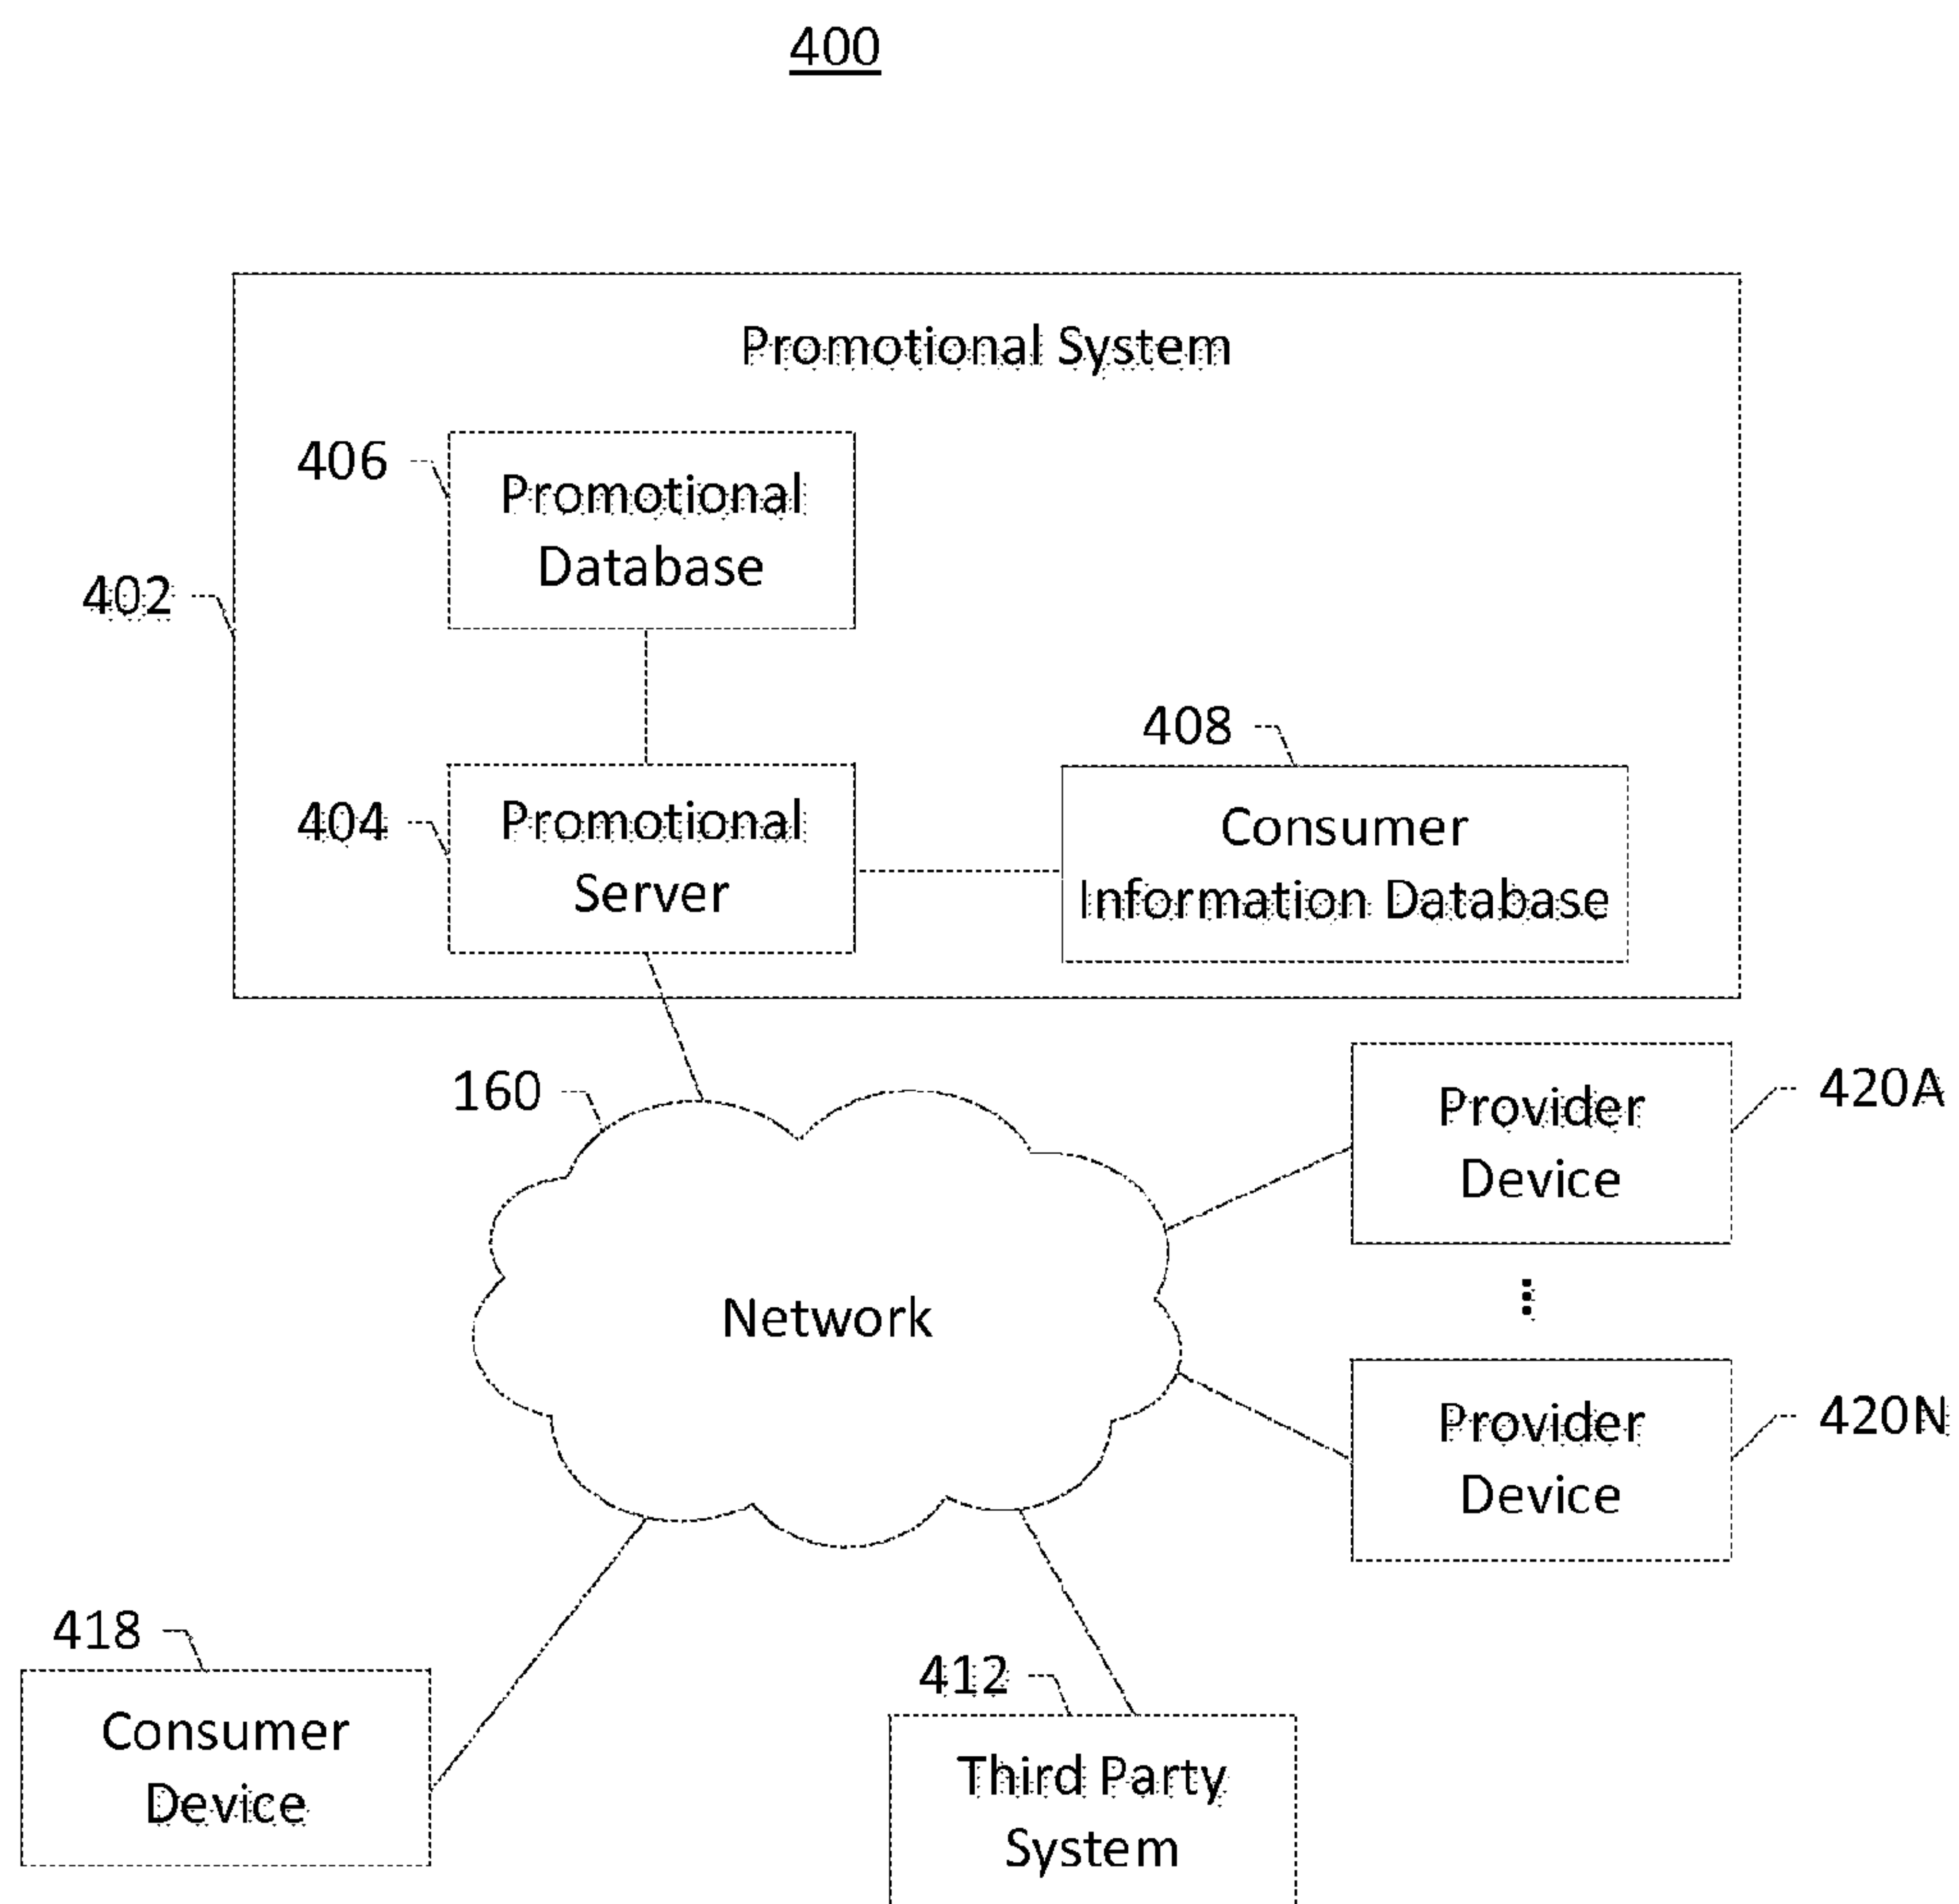 400
Promotional System
406
Promotional
Database
402
408
404
Promotional
Server
Consumer
Information Database
160
Provider
Device
420A
Network
Provider
Device
420N
418
Consumer
Device
412
Third Party
System